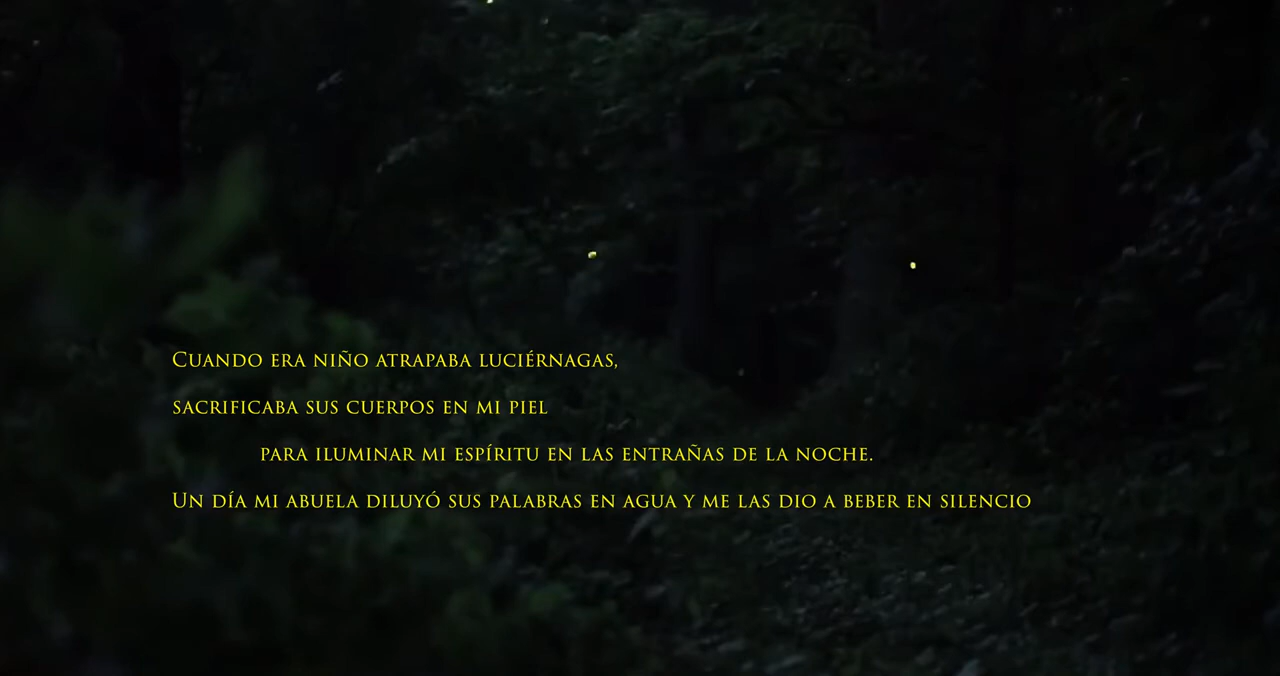 Cuando era niño atrapaba luciérnagas,
sacrificaba sus cuerpos en mi piel
para iluminar mi espíritu en las entrañas de la noche.
Un día mi abuela diluyó sus palabras en agua y me las dio a beber en silencio